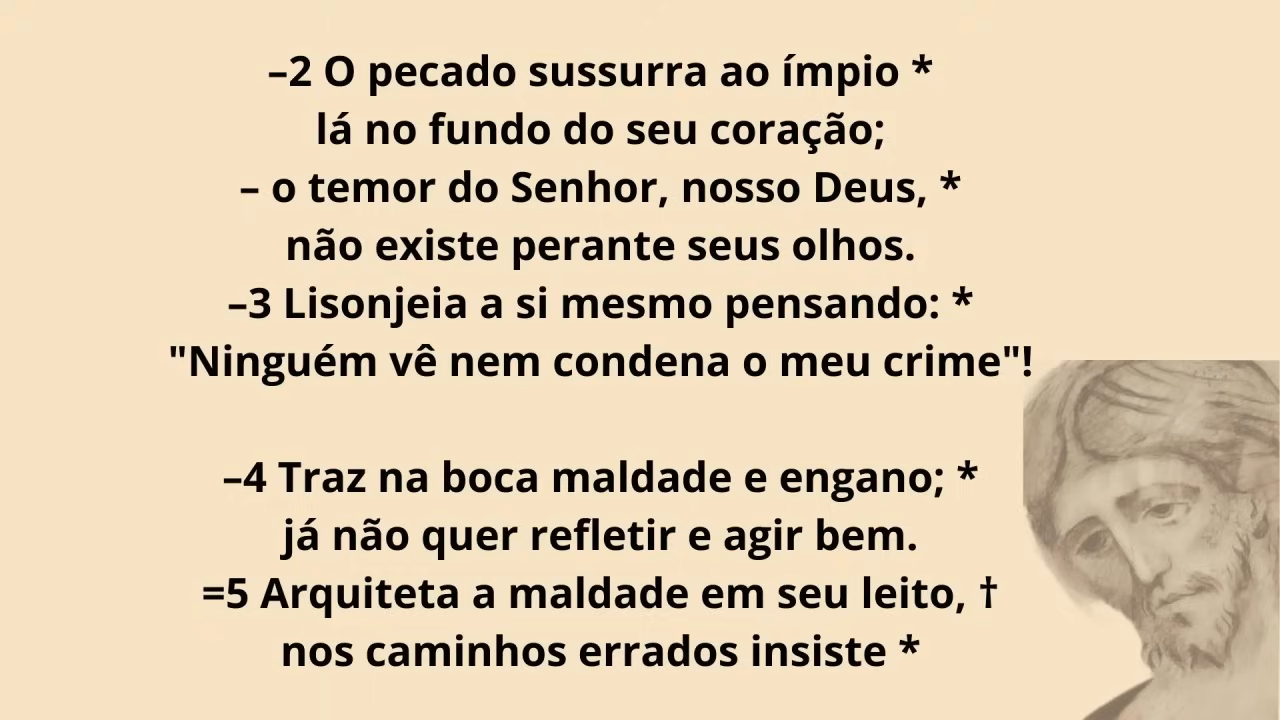 –2 O pecado sussurra ao ímpio *
lá no fundo do seu coração;
– o temor do Senhor, nosso Deus, *
não existe perante seus olhos.
–3 Lisonjeia a si mesmo pensando: *
"Ninguém vê nem condena o meu crime"!
–4 Traz na boca maldade e engano; *
já não quer refletir e agir bem.
=5 Arquiteta a maldade em seu leito, †
nos caminhos errados insiste *